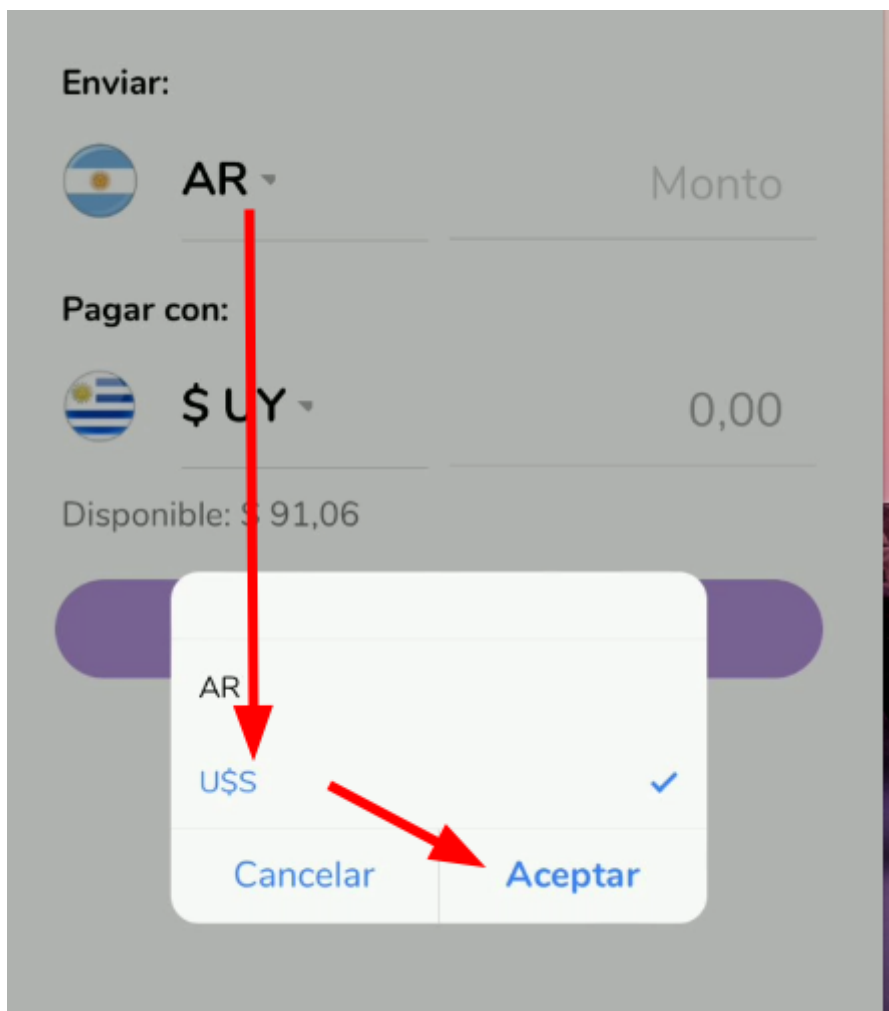 Enviar:
AR
Monto
Pagar con:
$ UY
0,00
Disponible: $ 91,06
AR
U$S
Cancelar
Aceptar